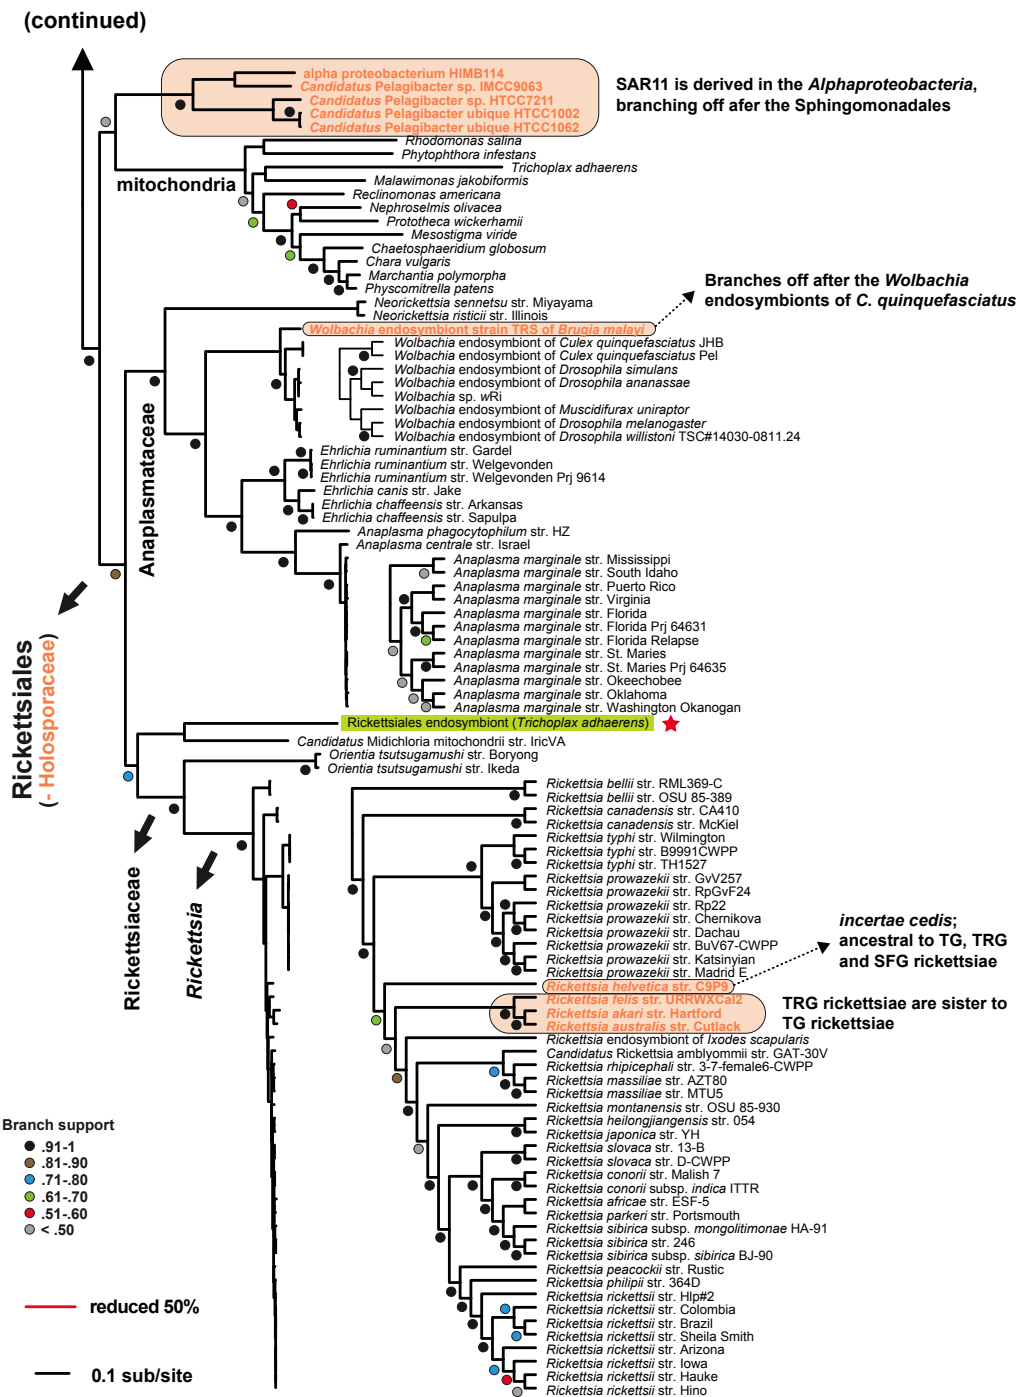 (continued)
alpha proteobacterium HIMB114
Candidatus Pelagibacter sp. IMCC9063
Candidatus Pelagibacter sp. HTCC7211
Candidatus Pelagibacter ubique HTCC1002
Candidatus Pelagibacter ubique HTCC1062
SAR11 is derived in the Alphaproteobacteria,
branching off afer the Sphingomonadales
mitochondria
Rhodomonas salina
Phytophthora infestans
Trichoplax adhaerens
Malawimonas jakobiformis
Reclinomonas americana
Nephroselmis olivacea
Prototheca wickerhamii
Mesostigma viride
Chaetosphaeridium globosum
Chara vulgaris
Marchantia polymorpha
Physcomitrella patens
Branches off after the Wolbachia
endosymbionts of C. quinquefasciatus
Neorickettsia sennetsu str. Miyayama
Neorickettsia risticii str. Illinois
Wolbachia endosymbiont strain TRS of Brugia malayi
Wolbachia endosymbiont of Culex quinquefasciatus JHB
Wolbachia endosymbiont of Culex quinquefasciatus Pel
Wolbachia endosymbiont of Drosophila simulans
Wolbachia endosymbiont of Drosophila ananassae
Wolbachia sp. wRi
Wolbachia endosymbiont of Muscidifurax uniraptor
Wolbachia endosymbiont of Drosophila melanogaster
Wolbachia endosymbiont of Drosophila willistoni TSC#14030-0811.24
Anaplasmataceae
Ehrlichia ruminantium str. Gardel
Ehrlichia ruminantium str. Welgevonden
Ehrlichia ruminantium str. Welgevonden Prj 9614
Ehrlichia canis str. Jake
Ehrlichia chaffeensis str. Arkansas
Ehrlichia chaffeensis str. Sapulpa
Anaplasma phagocytophilum str. HZ
Anaplasma centrale str. Israel
Anaplasma marginale str. Mississippi
Anaplasma marginale str. South Idaho
Anaplasma marginale str. Puerto Rico
Anaplasma marginale str. Virginia
Anaplasma marginale str. Florida
Anaplasma marginale str. Florida Prj 64631
Anaplasma marginale str. Florida Relapse
Anaplasma marginale str. St. Maries
Anaplasma marginale str. St. Maries Prj 64635
Anaplasma marginale str. Okeechobee
Anaplasma marginale str. Oklahoma
Anaplasma marginale str. Washington Okanogan
Rickettsiales
(- Holosporaceae)
Rickettsiales endosymbiont (Trichoplax adhaerens)
Candidatus Midichloria mitochondrii str. IricVA
Orientia tsutsugamushi str. Boryong
Orientia tsutsugamushi str. Ikeda
Rickettsiaceae
Rickettsia
Rickettsia bellii str. RML369-C
Rickettsia bellii str. OSU 85-389
Rickettsia canadensis str. CA410
Rickettsia canadensis str. McKiel
Rickettsia typhi str. Wilmington
Rickettsia typhi str. B9991CWPP
Rickettsia typhi str. TH1527
Rickettsia prowazekii str. GvV257
Rickettsia prowazekii str. RpGvF24
Rickettsia prowazekii str. Rp22
Rickettsia prowazekii str. Chernikova
Rickettsia prowazekii str. Dachau
Rickettsia prowazekii str. BuV67-CWPP
Rickettsia prowazekii str. Katsinyian
Rickettsia prowazekii str. Madrid E
incertae cedis;
ancestral to TG, TRG
and SFG rickettsiae
Rickettsia helvetica str. C9P9
Rickettsia felis str. URRWXCal2
Rickettsia akari str. Hartford
Rickettsia australis str. Cutlack
TRG rickettsiae are sister to
TG rickettsiae
Rickettsia endosymbiont of Ixodes scapularis
Candidatus Rickettsia amblyommii str. GAT-30V
Rickettsia rhipicephali str. 3-7-female6-CWPP
Rickettsia massiliae str. AZT80
Rickettsia massiliae str. MTU5
Rickettsia montanensis str. OSU 85-930
Rickettsia heilongjiangensis str. 054
Rickettsia japonica str. YH
Rickettsia slovaca str. 13-B
Rickettsia slovaca str. D-CWPP
Rickettsia conorii str. Malish 7
Rickettsia conorii subsp. indica ITTR
Rickettsia africae str. ESF-5
Rickettsia parkeri str. Portsmouth
Rickettsia sibirica subsp. mongolitimonae HA-91
Rickettsia sibirica str. 246
Rickettsia sibirica subsp. sibirica BJ-90
Rickettsia peacockii str. Rustic
Rickettsia philipii str. 364D
Rickettsia rickettsii str. Hlp#2
Rickettsia rickettsii str. Colombia
Rickettsia rickettsii str. Brazil
Rickettsia rickettsii str. Sheila Smith
Rickettsia rickettsii str. Arizona
Rickettsia rickettsii str. Iowa
Rickettsia rickettsii str. Hauke
Rickettsia rickettsii str. Hino
Branch support
.91-1
.81-.90
.71-.80
.61-.70
.51-.60
< .50
reduced 50%
0.1 sub/site